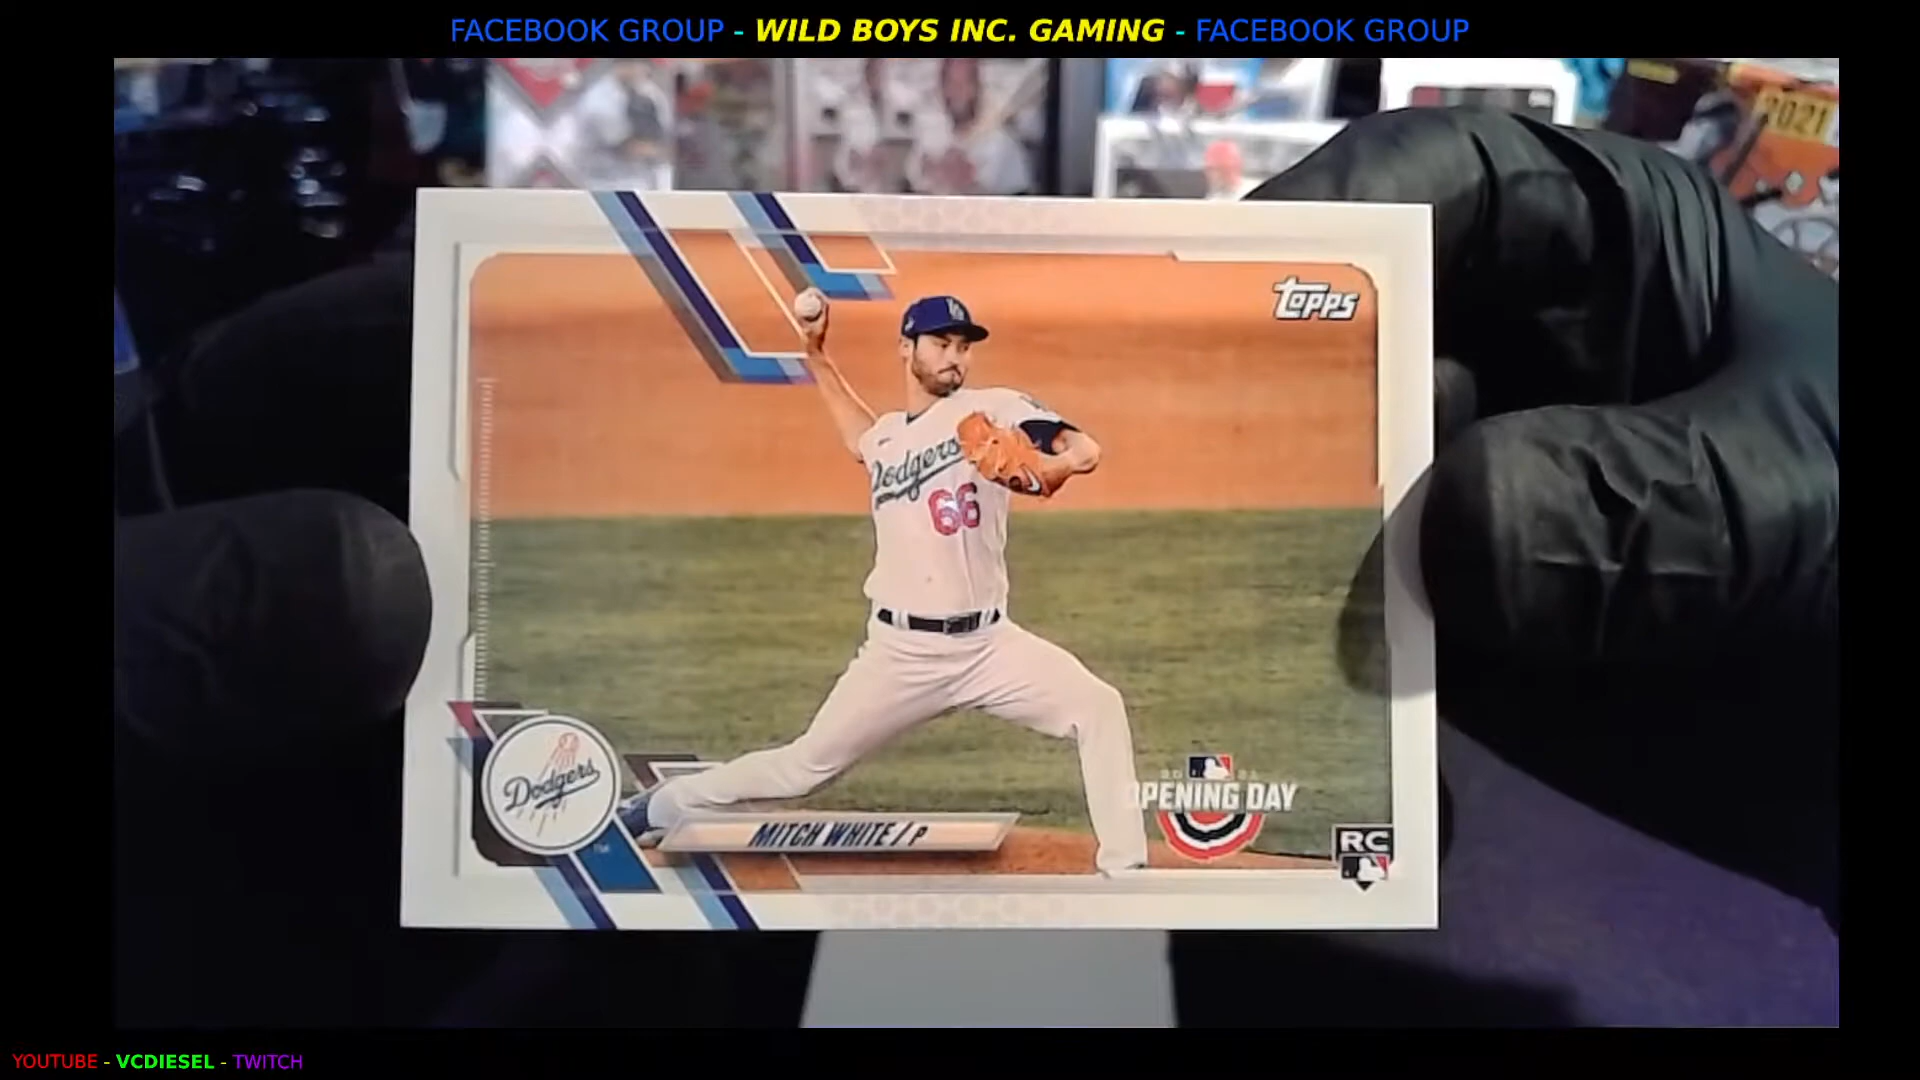 FACEBOOK GROUP - WILD BOYS INC. GAMING - FACEBOOK GROUP
2021
Topps
Dodgers
66
OPENING DAY
Dodgers
MITCH WHITE / P
RC
YOUTUBE - VCDIESEL - TWITCH